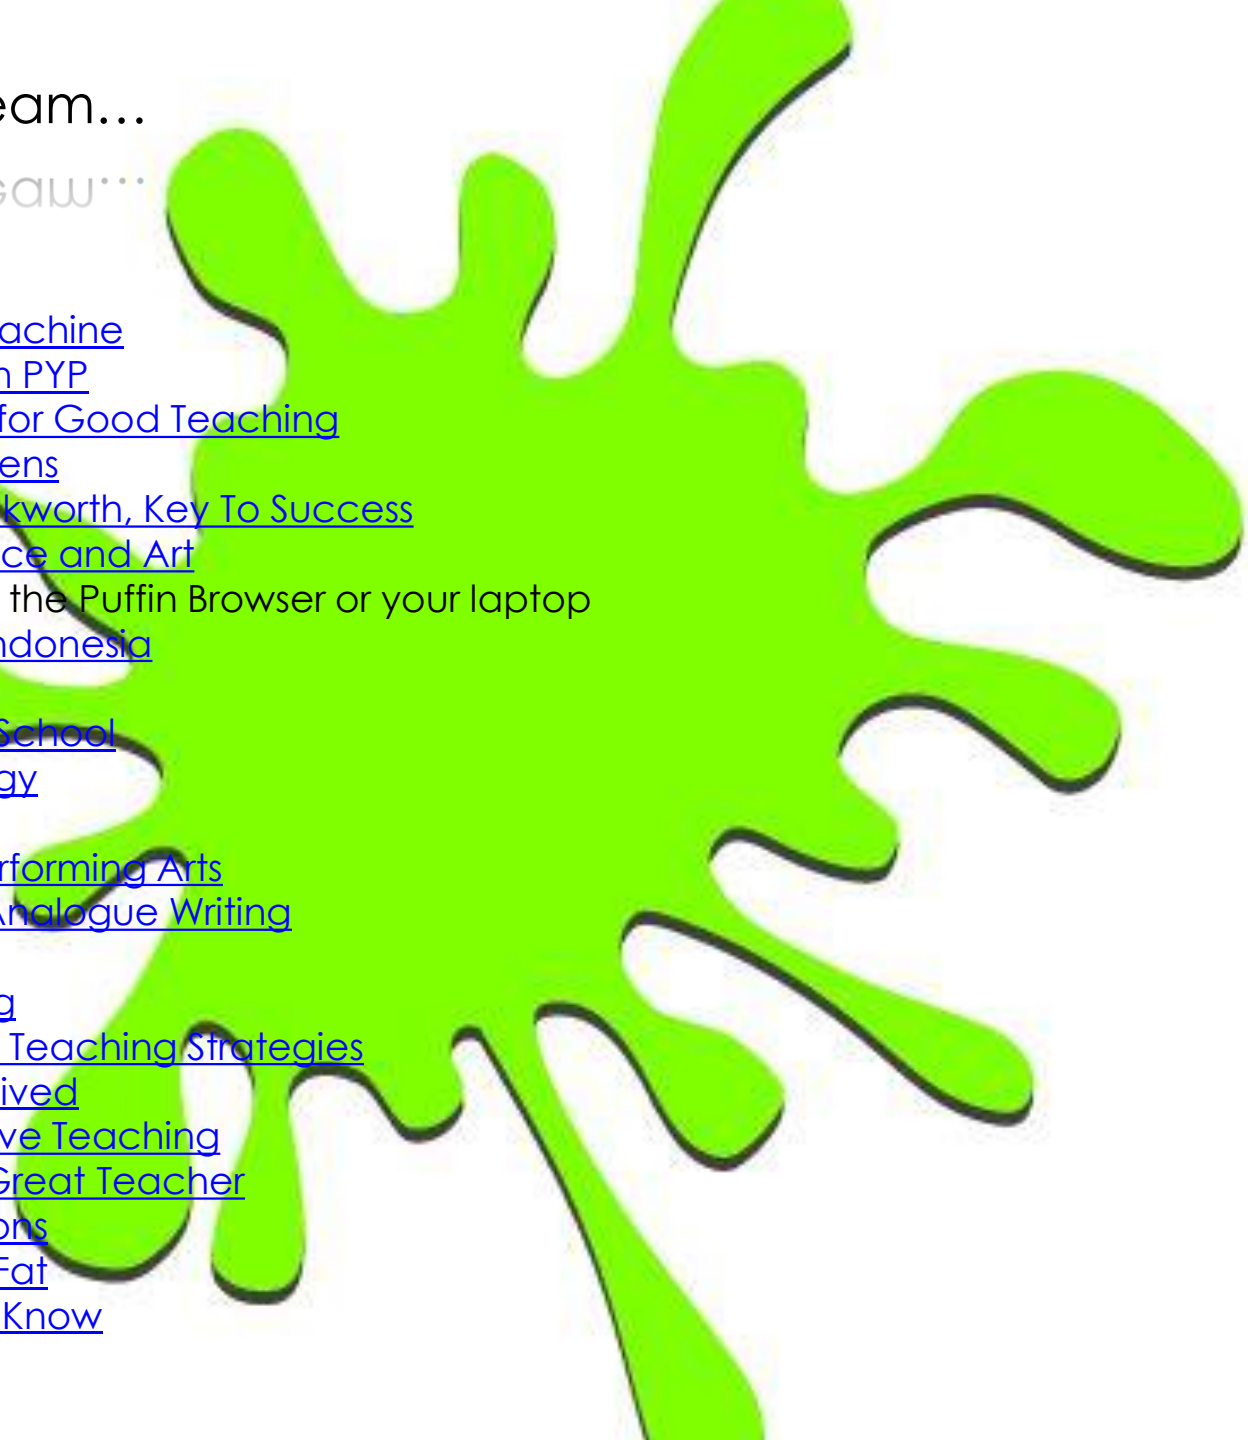 eam…
achine
n PYP
for Good Teaching
ens
kworth, Key To Success
ce and Art
the Puffin Browser or your laptop
ndonesia
School
gy
rforming Arts
Analogue Writing
g
Teaching Strategies
ived
ve Teaching
Great Teacher
ons
Fat
Know